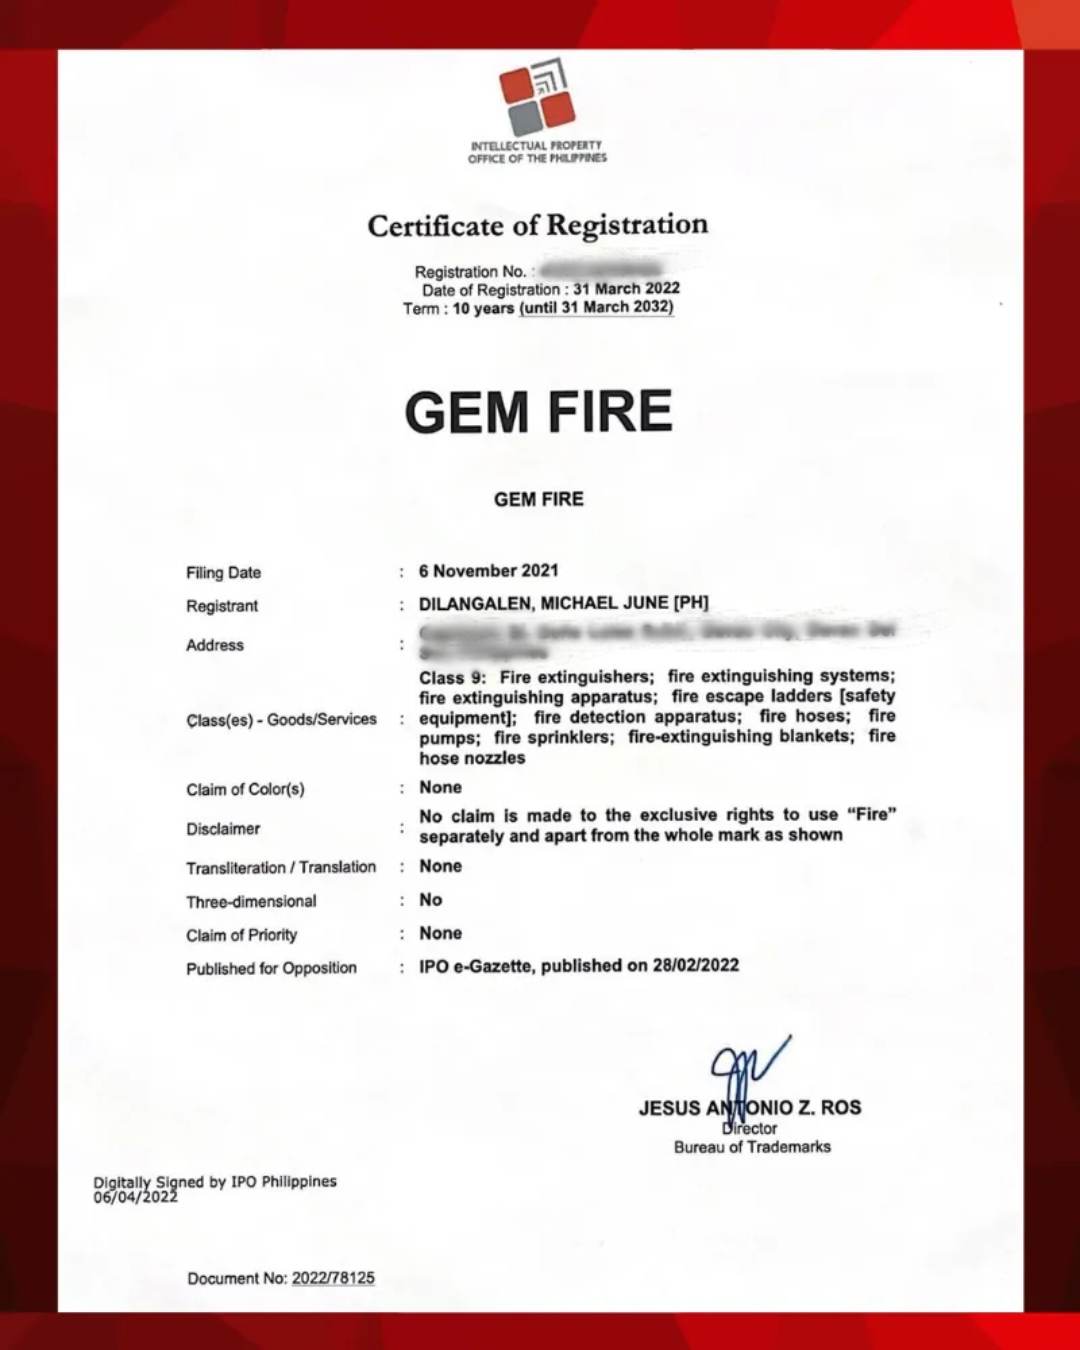 INTELLECTUAL PROPERTY
OFFICE OF THE PHILIPPINES
Certificate of Registration
Registration No. :
Date of Registration : 31 March 2022
Term : 10 years (until 31 March 2032)
GEM FIRE
GEM FIRE
Filing Date : 6 November 2021
Registrant : DILANGALEN, MICHAEL JUNE [PH]
Address :
Class 9: Fire extinguishers; fire extinguishing systems;
fire extinguishing apparatus; fire escape ladders [safety
Class(es) - Goods/Services : equipment]; fire detection apparatus; fire hoses; fire
pumps; fire sprinklers; fire-extinguishing blankets; fire
hose nozzles
Claim of Color(s) : None
Disclaimer : No claim is made to the exclusive rights to use “Fire”
separately and apart from the whole mark as shown
Transliteration / Translation : None
Three-dimensional : No
Claim of Priority : None
Published for Opposition : IPO e-Gazette, published on 28/02/2022
JESUS ANTONIO Z. ROS
Director
Bureau of Trademarks
Digitally Signed by IPO Philippines
06/04/2022
Document No: 2022/78125